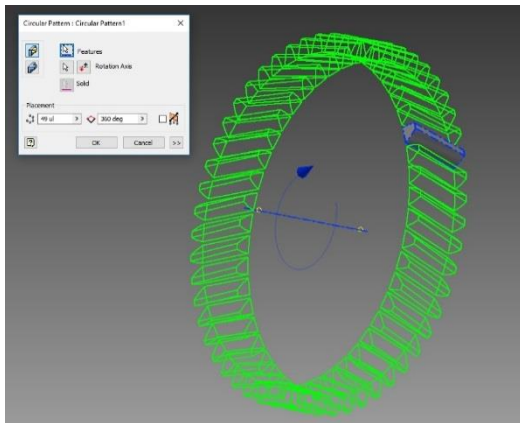 Circular Pattern : Circular Pattern1
Features
Rotation Axis
Solid
Placement
49 ul
360 deg
OK
Cancel
>>